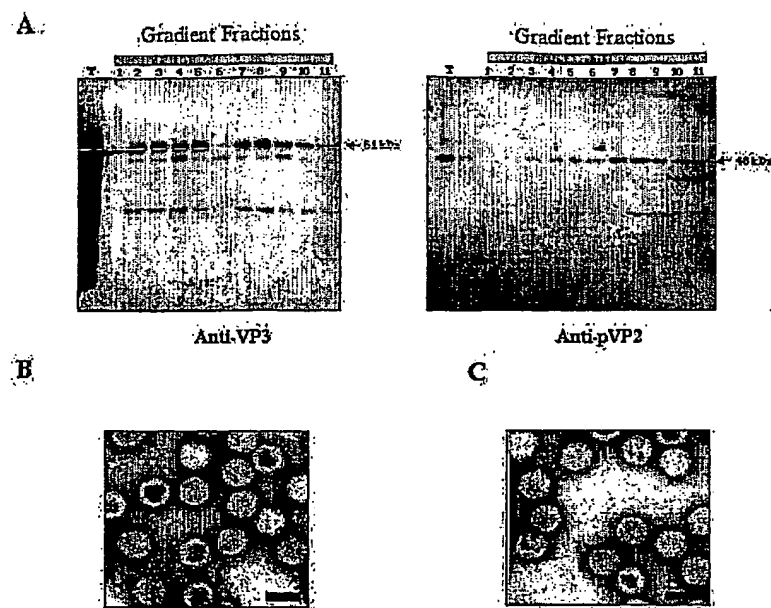 A
Gradient Fractions
T 1 2 3 4 5 6 7 8 9 10 11
Gradient Fractions
T 1 2 3 4 5 6 7 8 9 10 11
Anti-VP3
Anti-pVP2
B
C